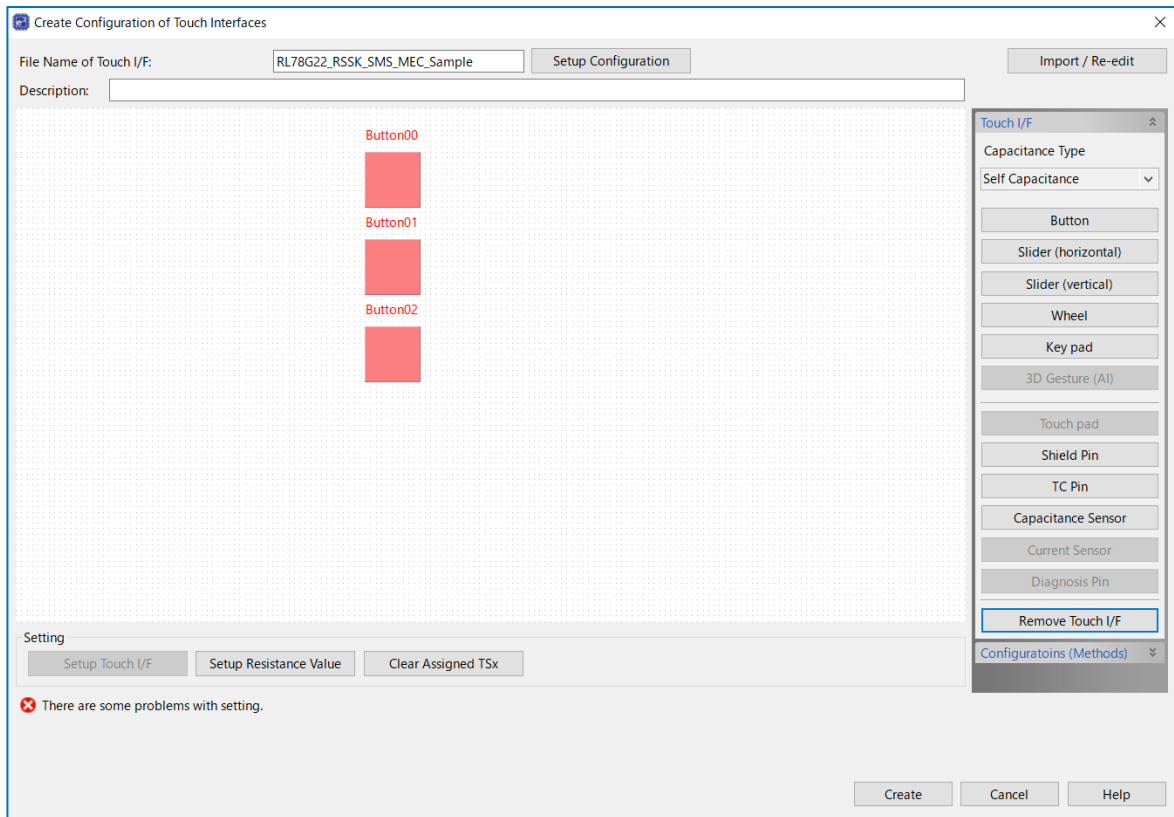 Create Configuration of Touch Interfaces
File Name of Touch I/F: RL78G22_RSSK_SMS_MEC_Sample Setup Configuration Import / Re-edit
Description:
Button00
Button01
Button02
Touch I/F
Capacitance Type
Self Capacitance
Button
Slider (horizontal)
Slider (vertical)
Wheel
Key pad
3D Gesture (AI)
Touch pad
Shield Pin
TC Pin
Capacitance Sensor
Current Sensor
Diagnosis Pin
Remove Touch I/F
Configuratoins (Methods)
Setting
Setup Touch I/F Setup Resistance Value Clear Assigned TSx
There are some problems with setting.
Create Cancel Help